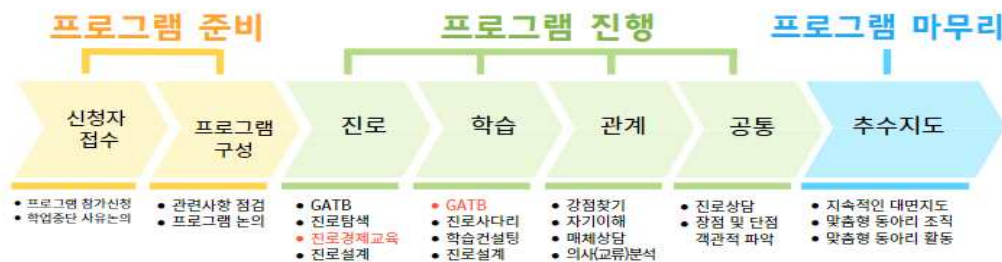 프로그램 준비
프로그램 진행
프로그램 마무리
신청자
접수
프로그램
구성
진로
학습
관계
공통
추수지도
• 프로그램 참가신청
• 학업중단 사유논의
• 관련사항 점검
• 프로그램 논의
• GATB
• 진로탐색
• 진로경제교육
• 진로설계
• GATB
• 진로사다리
• 학습컨설팅
• 진로설계
• 강점찾기
• 자기이해
• 매체상담
• 의사(교류)분석
• 진로상담
• 장점 및 단점
객관적 파악
• 지속적인 대면지도
• 맞춤형 동아리 조직
• 맞춤형 동아리 활동